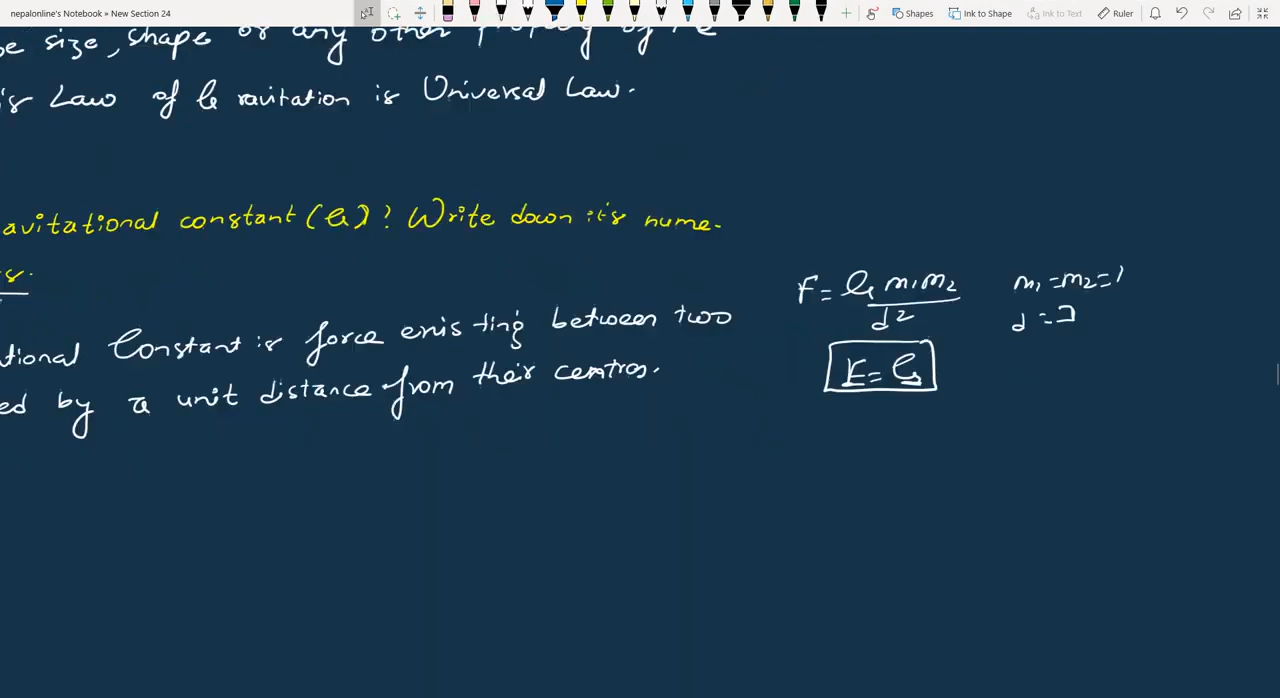 nepalonline's Notebook » New Section 24
Shapes Ink to Shape Ink to Text Ruler
size, shape or any other property of
Law of Gravitation is Universal Law.
avitational constant (G)? Write down it's nume-
tional Constant is force existing between two
ed by a unit distance from their centres.
F = G m1m2 / d2
m1 = m2 = 1
d = 1
F = G